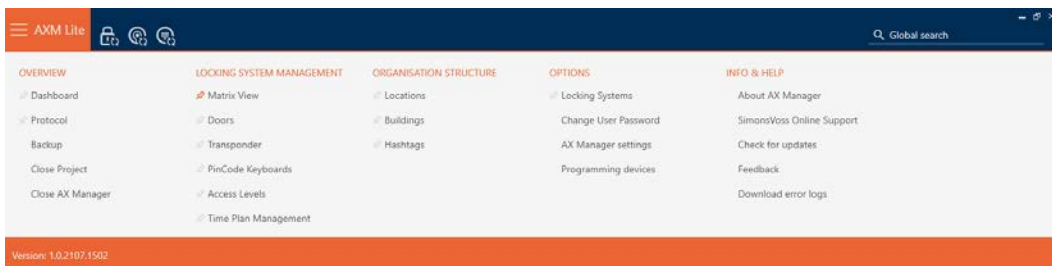 AXM Lite
Global search
OVERVIEW
Dashboard
Protocol
Backup
Close Project
Close AX Manager
LOCKING SYSTEM MANAGEMENT
Matrix View
Doors
Transponder
PinCode Keyboards
Access Levels
Time Plan Management
ORGANISATION STRUCTURE
Locations
Buildings
Hashtags
OPTIONS
Locking Systems
Change User Password
AX Manager settings
Programming devices
INFO & HELP
About AX Manager
SimonsVoss Online Support
Check for updates
Feedback
Download error logs
Version: 1.0.2107.1502